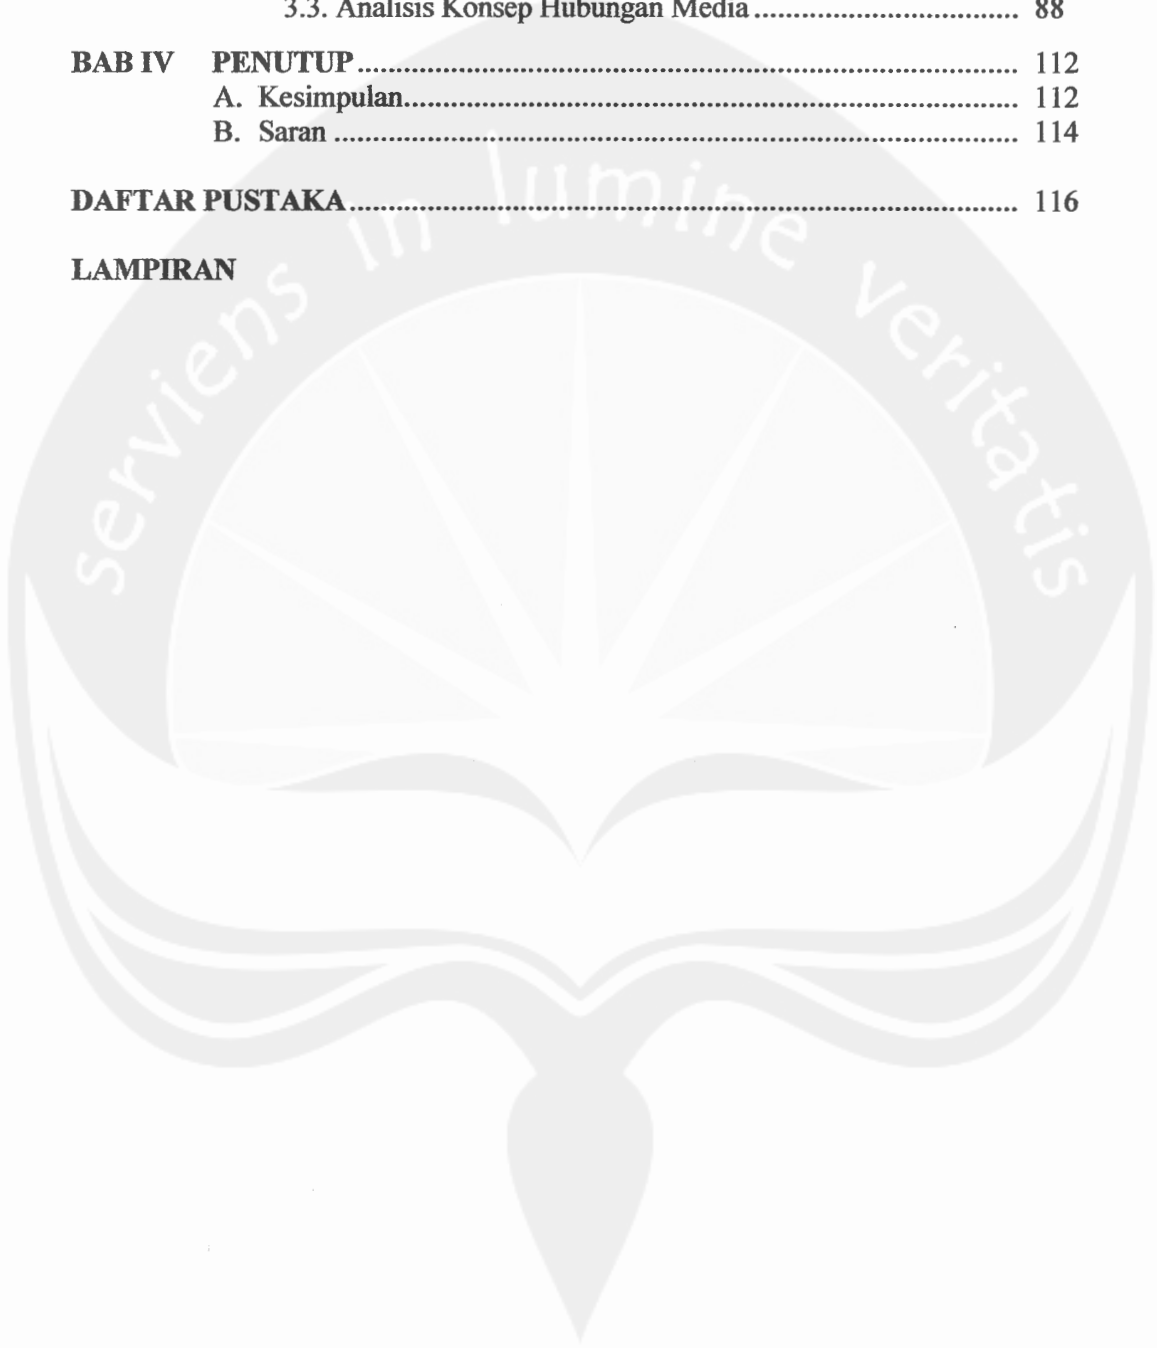 3.3. Analisis Konsep Hubungan Media ................................. 88
BAB IV PENUTUP .................................................................................. 112
A. Kesimpulan............................................................................ 112
B. Saran ..................................................................................... 114
DAFTAR PUSTAKA................................................................................... 116
LAMPIRAN
serviens in lumine veritatis